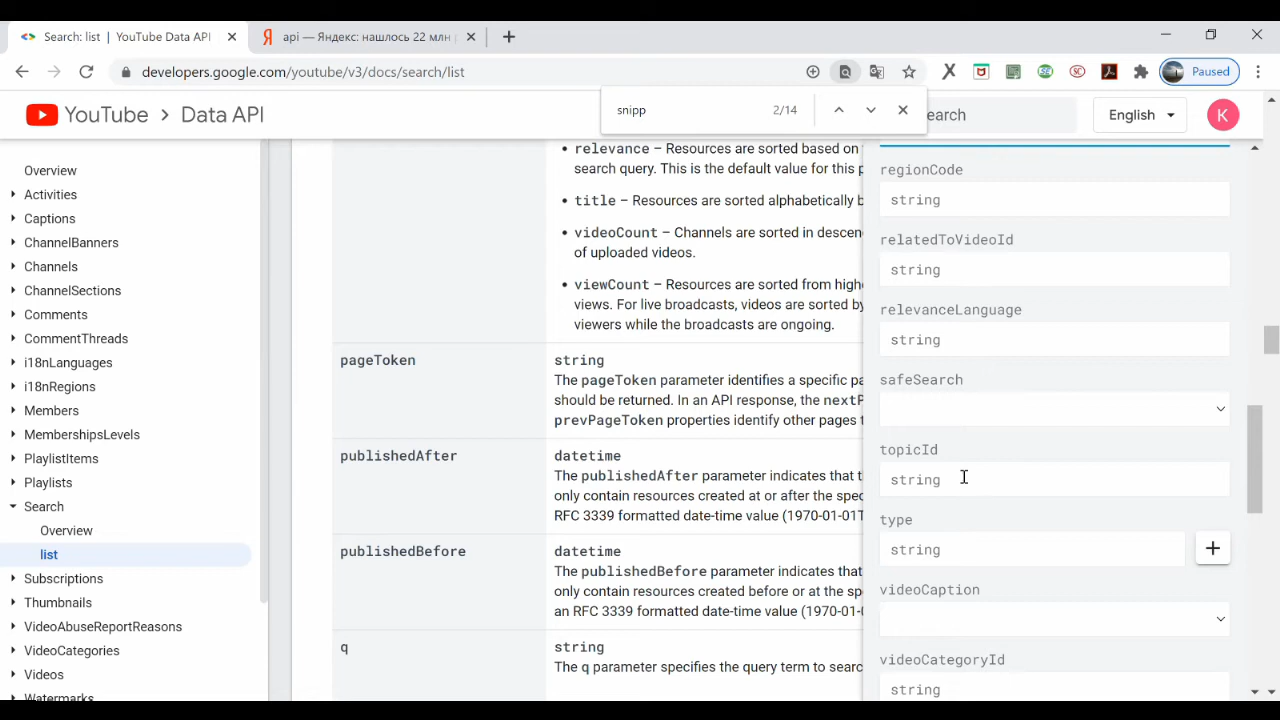 Search: list | YouTube Data API
api — Яндекс: нашлось 22 млн
developers.google.com/youtube/v3/docs/search/list
Paused
YouTube > Data API
snipp
2/14
earch
English
K
Overview
Activities
Captions
ChannelBanners
Channels
ChannelSections
Comments
CommentThreads
i18nLanguages
i18nRegions
Members
MembershipsLevels
PlaylistItems
Playlists
Search
Overview
list
Subscriptions
Thumbnails
VideoAbuseReportReasons
VideoCategories
Videos
Watermarks
• relevance – Resources are sorted based on
search query. This is the default value for this p
• title – Resources are sorted alphabetically b
• videoCount – Channels are sorted in descen
of uploaded videos.
• viewCount – Resources are sorted from highe
views. For live broadcasts, videos are sorted by
viewers while the broadcasts are ongoing.
pageToken
string
The pageToken parameter identifies a specific pa
should be returned. In an API response, the nextP
prevPageToken properties identify other pages t
publishedAfter
datetime
The publishedAfter parameter indicates that t
only contain resources created at or after the spec
RFC 3339 formatted date-time value (1970-01-01T
publishedBefore
datetime
The publishedBefore parameter indicates that
only contain resources created before or at the spe
an RFC 3339 formatted date-time value (1970-01-0
q
string
The q parameter specifies the query term to searc
regionCode
string
relatedToVideoId
string
relevanceLanguage
string
safeSearch
topicId
string
type
string
videoCaption
videoCategoryId
string